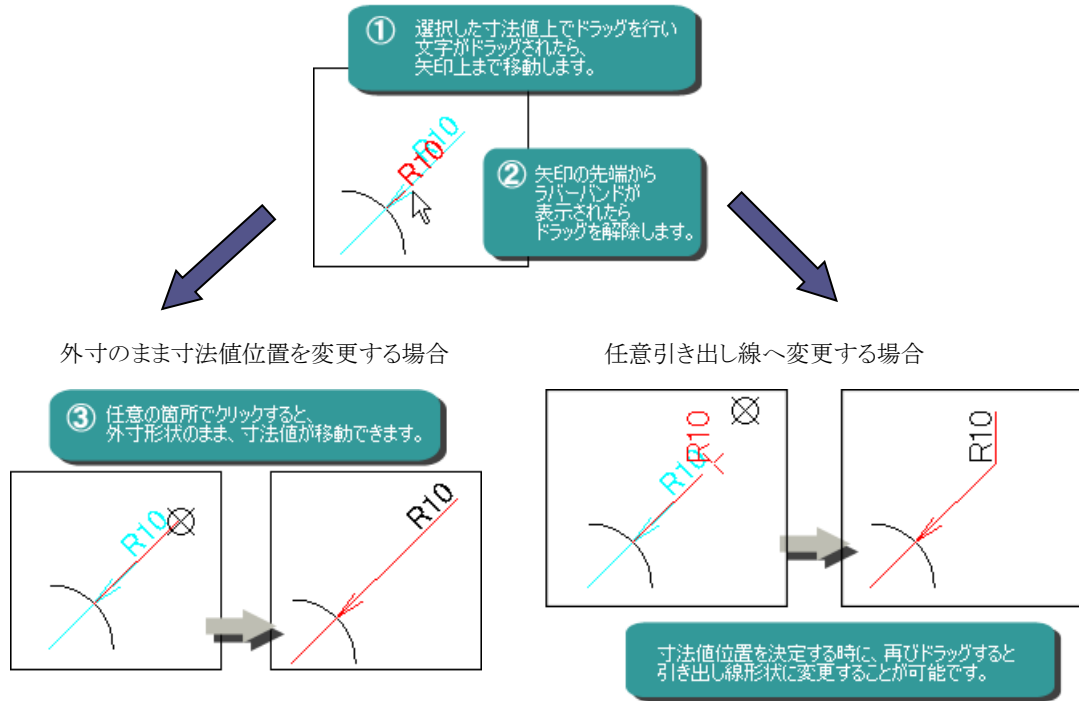 ① 選択した寸法値上でドラッグを行い
文字がドラッグされたら、
矢印上まで移動します。
R10
R10
② 矢印の先端から
ラバーバンドが
表示されたら
ドラッグを解除します。
外寸のまま寸法値位置を変更する場合
任意引き出し線へ変更する場合
③ 任意の箇所でクリックすると、
外寸形状のまま、寸法値が移動できます。
R10
R10
R10
R10
R10
寸法値位置を決定する時に、再びドラッグすると
引き出し線形状に変更することが可能です。